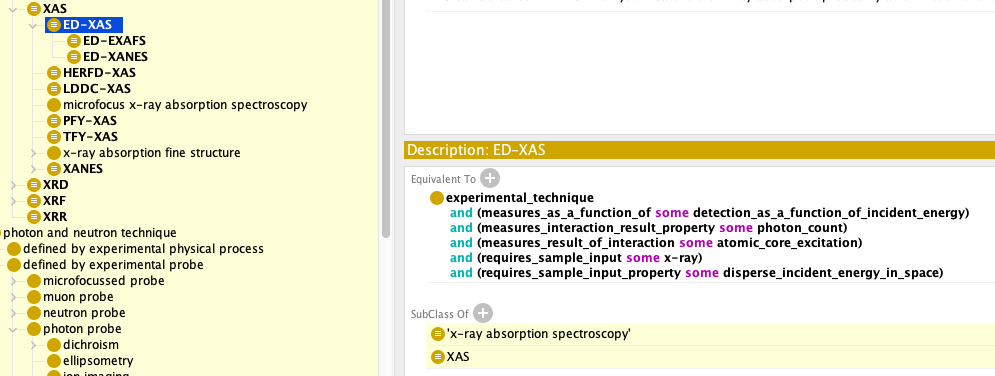 XAS
ED-XAS
ED-EXAFS
ED-XANES
HERFD-XAS
LDDC-XAS
microfocus x-ray absorption spectroscopy
PFY-XAS
TFY-XAS
x-ray absorption fine structure
XANES
XRD
XRF
XRR
photon and neutron technique
defined by experimental physical process
defined by experimental probe
microfocussed probe
muon probe
neutron probe
photon probe
dichroism
ellipsometry
ion imaging
Description: ED-XAS
Equivalent To
experimental_technique
and (measures_as_a_function_of some detection_as_a_function_of_incident_energy)
and (measures_interaction_result_property some photon_count)
and (measures_result_of_interaction some atomic_core_excitation)
and (requires_sample_input some x-ray)
and (requires_sample_input_property some disperse_incident_energy_in_space)
SubClass Of
'x-ray absorption spectroscopy'
XAS